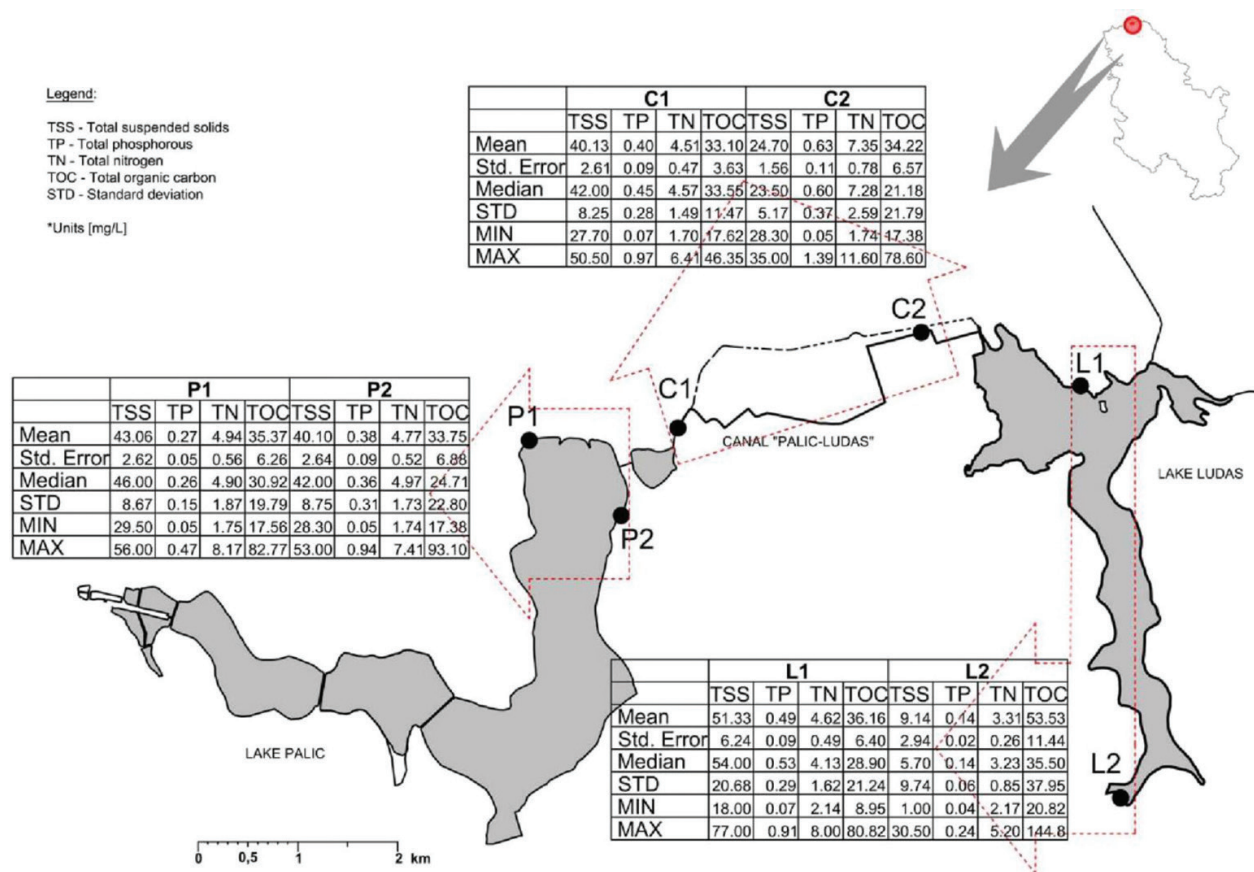 Legend:
TSS - Total suspended solids
TP - Total phosphorous
TN - Total nitrogen
TOC - Total organic carbon
STD - Standard deviation
*Units [mg/L]
C1 C2
TSS TP TN TOC TSS TP TN TOC
Mean 40.13 0.40 4.51 33.10 24.70 0.63 7.35 34.22
Std. Error 2.61 0.09 0.47 3.63 1.56 0.11 0.78 6.57
Median 42.00 0.45 4.57 33.55 23.50 0.60 7.28 21.18
STD 8.25 0.28 1.49 11.47 5.17 0.37 2.59 21.79
MIN 27.70 0.07 1.70 17.62 28.30 0.05 1.74 17.38
MAX 50.50 0.97 6.41 46.35 35.00 1.39 11.60 78.60
C2
L1
C1
P1
CANAL "PALIC-LUDAS"
LAKE LUDAS
P1 P2
TSS TP TN TOC TSS TP TN TOC
Mean 43.06 0.27 4.94 35.37 40.10 0.38 4.77 33.75
Std. Error 2.62 0.05 0.56 6.26 2.64 0.09 0.52 6.88
Median 46.00 0.26 4.90 30.92 42.00 0.36 4.97 24.71
STD 8.67 0.15 1.87 19.79 8.75 0.31 1.73 22.80
MIN 29.50 0.05 1.75 17.56 28.30 0.05 1.74 17.38
MAX 56.00 0.47 8.17 82.77 53.00 0.94 7.41 93.10
P2
L1 L2
TSS TP TN TOC TSS TP TN TOC
Mean 51.33 0.49 4.62 36.16 9.14 0.14 3.31 53.53
Std. Error 6.24 0.09 0.49 6.40 2.94 0.02 0.26 11.44
Median 54.00 0.53 4.13 28.90 5.70 0.14 3.23 35.50
STD 20.68 0.29 1.62 21.24 9.74 0.06 0.85 37.95
MIN 18.00 0.07 2.14 8.95 1.00 0.04 2.17 20.82
MAX 77.00 0.91 8.00 80.82 30.50 0.24 5.20 144.8
LAKE PALIC
L2
0 0,5 1 2 km